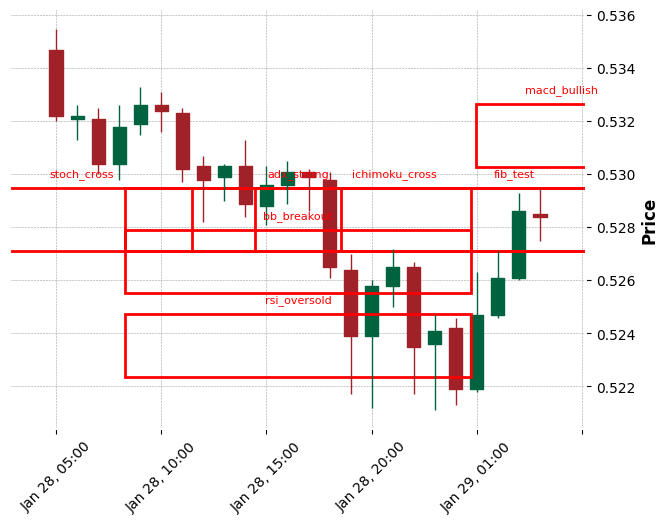 0.536
0.534
macd_bullish
0.532
stoch_cross
adx_strong
ichimoku_cross
fib_test
0.530
bb_breakout
0.528
0.526
rsi_oversold
0.524
0.522
Price
Jan 28, 05:00
Jan 28, 10:00
Jan 28, 15:00
Jan 28, 20:00
Jan 29, 01:00